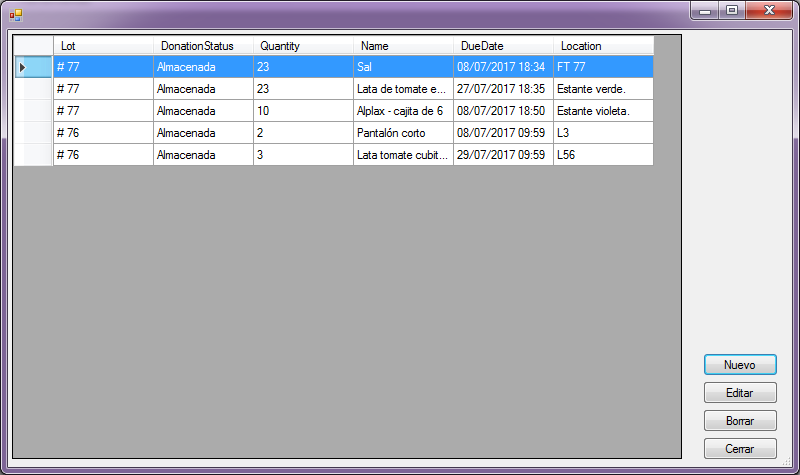 Lot DonationStatus Quantity Name DueDate Location
# 77 Almacenada 23 Sal 08/07/2017 18:34 FT 77
# 77 Almacenada 23 Lata de tomate e... 27/07/2017 18:35 Estante verde.
# 77 Almacenada 10 Alplax - cajita de 6 08/07/2017 18:50 Estante violeta.
# 76 Almacenada 2 Pantalón corto 08/07/2017 09:59 L3
# 76 Almacenada 3 Lata tomate cubit... 29/07/2017 09:59 L56
Nuevo
Editar
Borrar
Cerrar